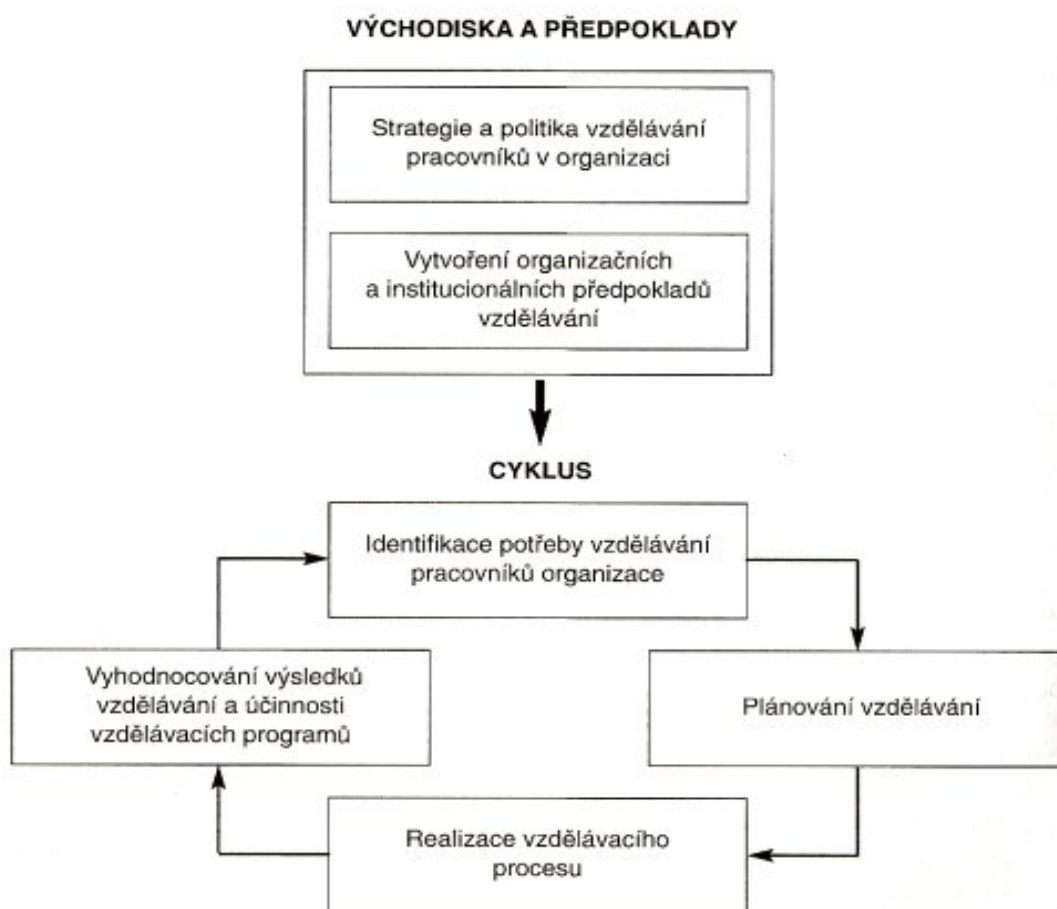 VÝCHODISKA A PŘEDPOKLADY
Strategie a politika vzdělávání
pracovníků v organizaci
Vytvoření organizačních
a institucionálních předpokladů
vzdělávání
CYKLUS
Identifikace potřeby vzdělávání
pracovníků organizace
Vyhodnocování výsledků
vzdělávání a účinnosti
vzdělávacích programů
Plánování vzdělávání
Realizace vzdělávacího
procesu